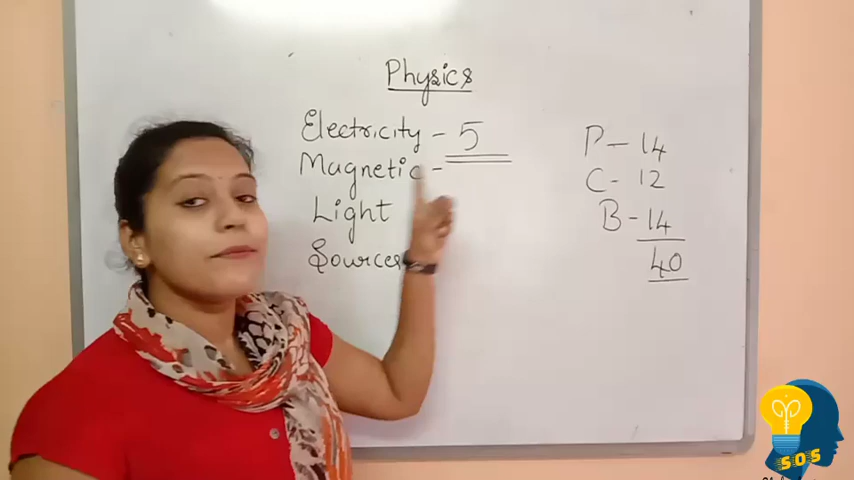 Physics
Electricity - 5
Magnetic -
Light
Sources
P - 14
C - 12
B - 14
40
SOS